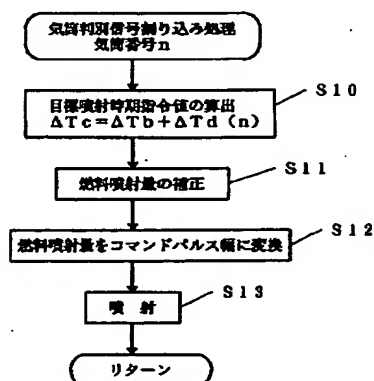 気筒判別信号割り込み処理
気筒番号n
目標噴射時期指令値の算出
ΔTc=ΔTb+ΔTd(n)
S10
燃料噴射量の補正
S11
燃料噴射量をコマンドパルス幅に変換
S12
噴 射
S13
リターン